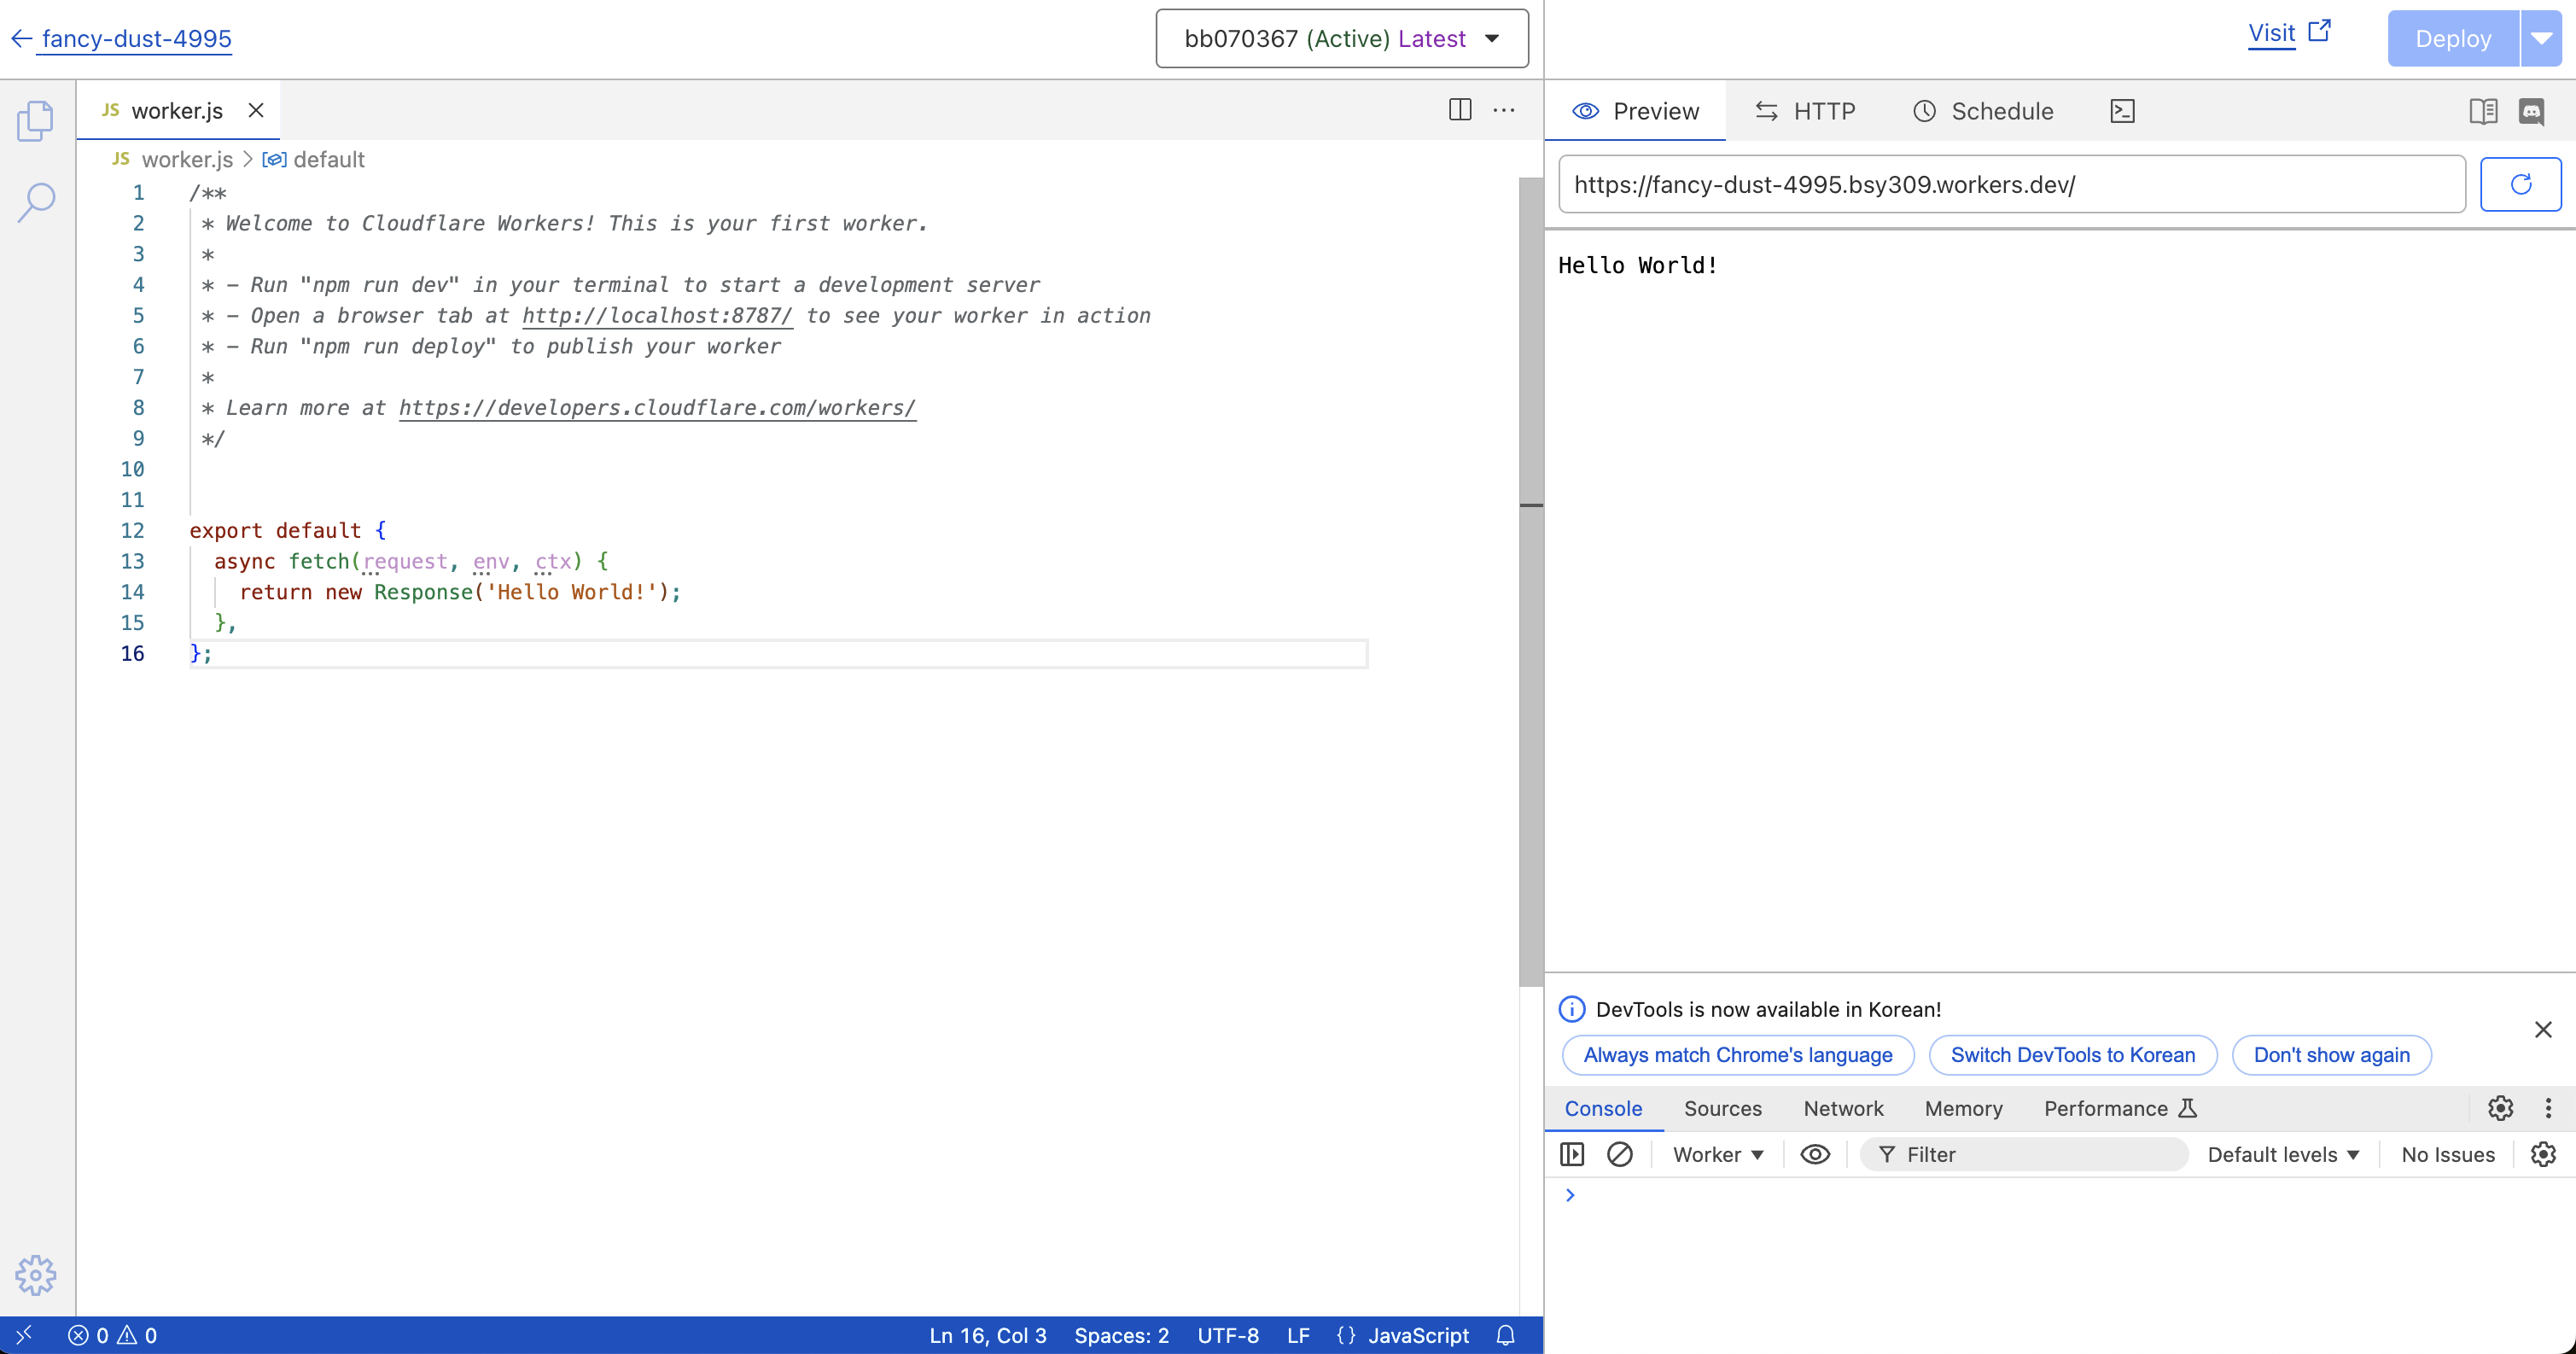 fancy-dust-4995
bb070367 (Active) Latest
Visit
Deploy
JS worker.js
JS worker.js > default
1 /**
2 * Welcome to Cloudflare Workers! This is your first worker.
3 *
4 * - Run "npm run dev" in your terminal to start a development server
5 * - Open a browser tab at http://localhost:8787/ to see your worker in action
6 * - Run "npm run deploy" to publish your worker
7 *
8 * Learn more at https://developers.cloudflare.com/workers/
9 */
10
11
12 export default {
13 async fetch(request, env, ctx) {
14 return new Response('Hello World!');
15 },
16 };
Preview HTTP Schedule
https://fancy-dust-4995.bsy309.workers.dev/
Hello World!
DevTools is now available in Korean!
Always match Chrome's language Switch DevTools to Korean Don't show again
Console Sources Network Memory Performance
Worker Filter Default levels No Issues
0 0 Ln 16, Col 3 Spaces: 2 UTF-8 LF {} JavaScript